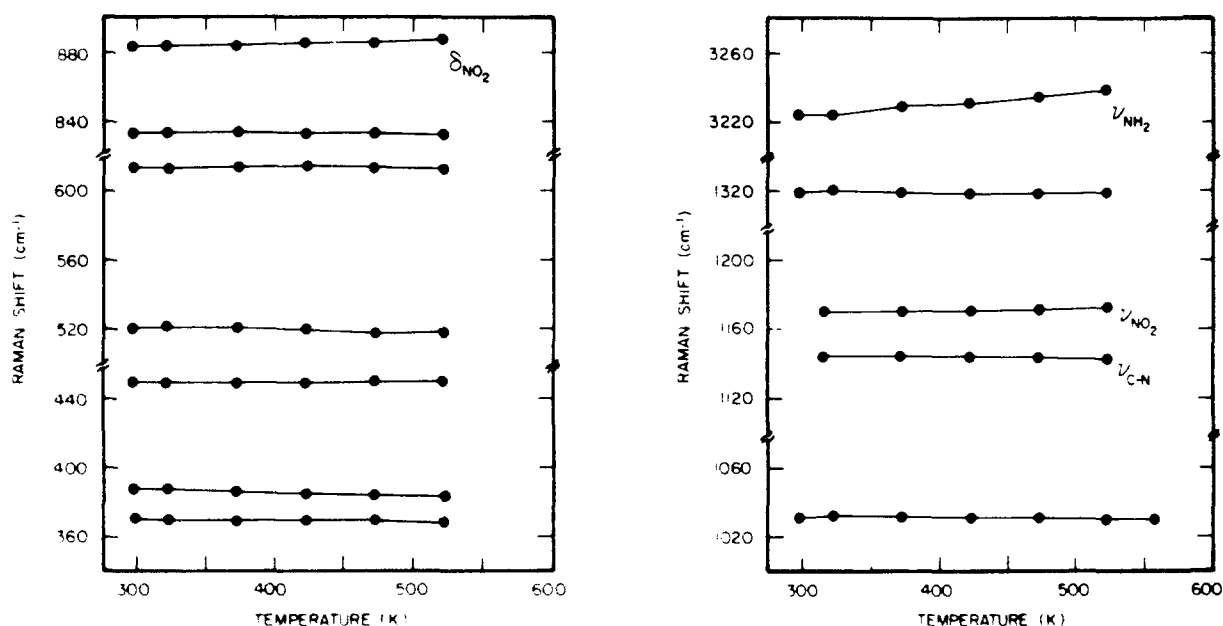 880
840
600
560
520
440
400
360
RAMAN SHIFT (cm⁻¹)
δNO₂
300 400 500 600
TEMPERATURE (K)
3260
3220
1320
1200
1160
1120
1060
1020
RAMAN SHIFT (cm⁻¹)
νNH₂
νNO₂
νC-N
300 400 500 600
TEMPERATURE (K)